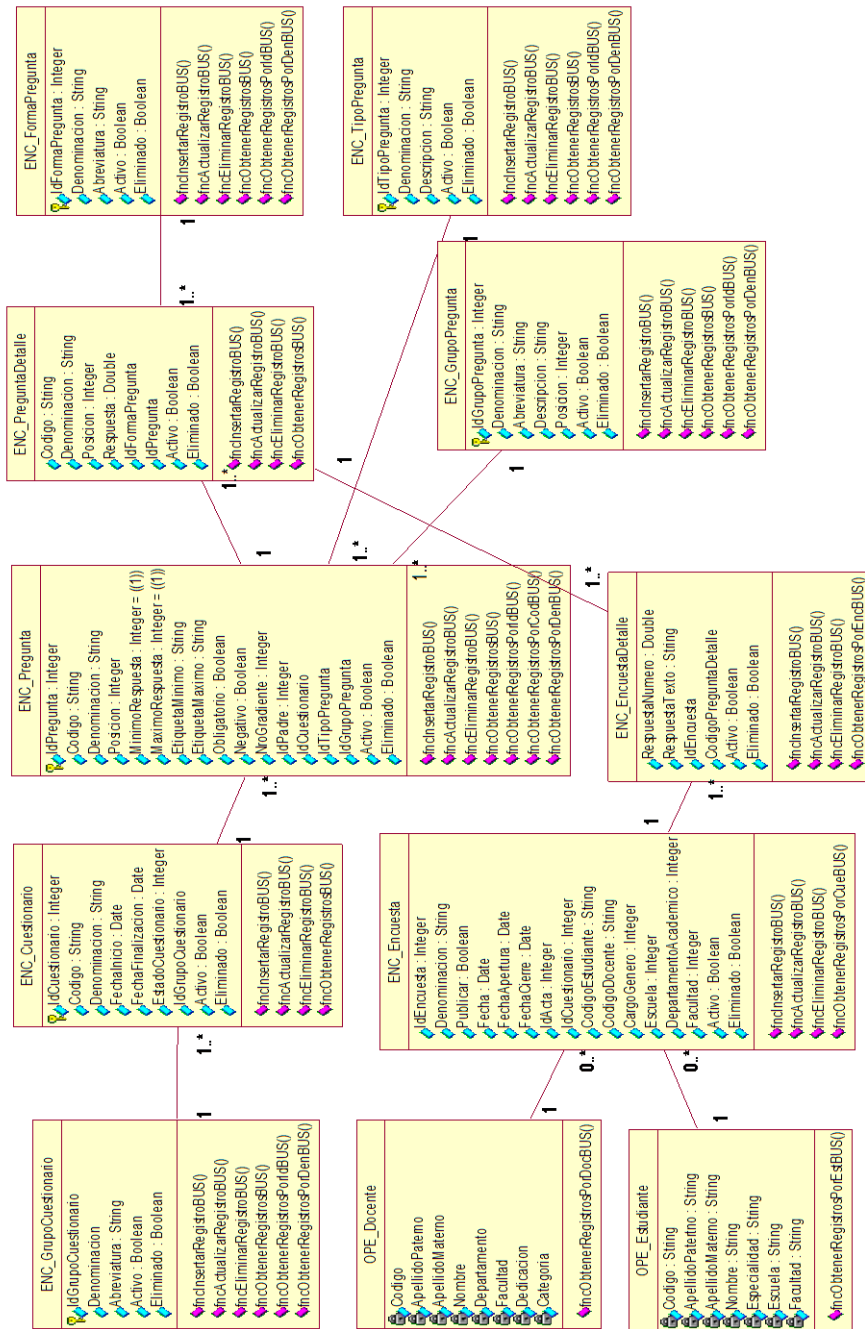 ENC_GrupoCuestionario
IdGrupoCuestionario
Denominacion
Abreviatura : String
Activo : Boolean
Eliminado : Boolean
fncInsertarRegistroBUS()
fncActualizarRegistroBUS()
fncEliminarRegistroBUS()
fncObtenerRegistrosBUS()
fncObtenerRegistrosPorIdBUS()
fncObtenerRegistrosPorDenBUS()
1
1..*
ENC_Cuestionario
IdCuestionario : Integer
Codigo : String
Denominacion : String
FechaInicio : Date
FechaFinalizacion : Date
EstadoCuestionario : Integer
IdGrupoCuestionario
Activo : Boolean
Eliminado : Boolean
fncInsertarRegistroBUS()
fncActualizarRegistroBUS()
fncEliminarRegistroBUS()
fncObtenerRegistrosBUS()
1
1..*
ENC_Pregunta
IdPregunta : Integer
Codigo : String
Denominacion : String
Posicion : Integer
MinimoRespuesta : Integer = ((1))
MaximoRespuesta : Integer = ((1))
EtiquetaMinimo : String
EtiquetaMaximo : String
Obligatorio : Boolean
Negativo : Boolean
NroGradiente : Integer
IdPadre : Integer
IdCuestionario
IdTipoPregunta
IdGrupoPregunta
Activo : Boolean
Eliminado : Boolean
fncInsertarRegistroBUS()
fncActualizarRegistroBUS()
fncEliminarRegistroBUS()
fncObtenerRegistrosBUS()
fncObtenerRegistrosPorIdBUS()
fncObtenerRegistrosPorCodBUS()
fncObtenerRegistrosPorDenBUS()
1
1..*
1..*
1..*
ENC_PreguntaDetalle
Codigo : String
Denominacion : String
Posicion : Integer
Respuesta : Double
IdFormaPregunta
IdPregunta
Activo : Boolean
Eliminado : Boolean
fncInsertarRegistroBUS()
fncActualizarRegistroBUS()
fncEliminarRegistroBUS()
fncObtenerRegistrosBUS()
1..*
1
1
ENC_FormaPregunta
IdFormaPregunta : Integer
Denominacion : String
Abreviatura : String
Activo : Boolean
Eliminado : Boolean
fncInsertarRegistroBUS()
fncActualizarRegistroBUS()
fncEliminarRegistroBUS()
fncObtenerRegistrosBUS()
fncObtenerRegistrosPorIdBUS()
fncObtenerRegistrosPorDenBUS()
OPE_Docente
Codigo
ApellidoPaterno
ApellidoMaterno
Nombre
Departamento
Facultad
Dedicacion
Categoria
fncObtenerRegistrosPorDocBUS()
1
0..*
OPE_Estudiante
Codigo : String
ApellidoPaterno : String
ApellidoMaterno : String
Nombre : String
Especialidad : String
Escuela : String
Facultad : String
fncObtenerRegistrosPorEstBUS()
1
0..*
ENC_Encuesta
IdEncuesta : Integer
Denominacion : String
Publicar : Boolean
Fecha : Date
FechaApertura : Date
FechaCierre : Date
IdActa : Integer
IdCuestionario : Integer
CodigoEstudiante : String
CodigoDocente : String
CargoGenero : Integer
Escuela : Integer
DepartamentoAcademico : Integer
Facultad : Integer
Activo : Boolean
Eliminado : Boolean
fncInsertarRegistroBUS()
fncActualizarRegistroBUS()
fncEliminarRegistroBUS()
fncObtenerRegistrosPorCueBUS()
1
1..*
ENC_EncuestaDetalle
RespuestaNumero : Double
RespuestaTexto : String
IdEncuesta
CodigoPreguntaDetalle
Activo : Boolean
Eliminado : Boolean
fncInsertarRegistroBUS()
fncActualizarRegistroBUS()
fncEliminarRegistroBUS()
fncObtenerRegistrosPorEncBUS()
1..*
1
ENC_GrupoPregunta
IdGrupoPregunta : Integer
Denominacion : String
Abreviatura : String
Descripcion : String
Posicion : Integer
Activo : Boolean
Eliminado : Boolean
fncInsertarRegistroBUS()
fncActualizarRegistroBUS()
fncEliminarRegistroBUS()
fncObtenerRegistrosBUS()
fncObtenerRegistrosPorIdBUS()
fncObtenerRegistrosPorDenBUS()
1
ENC_TipoPregunta
IdTipoPregunta : Integer
Denominacion : String
Descripcion : String
Activo : Boolean
Eliminado : Boolean
fncInsertarRegistroBUS()
fncActualizarRegistroBUS()
fncEliminarRegistroBUS()
fncObtenerRegistrosBUS()
fncObtenerRegistrosPorIdBUS()
fncObtenerRegistrosPorDenBUS()